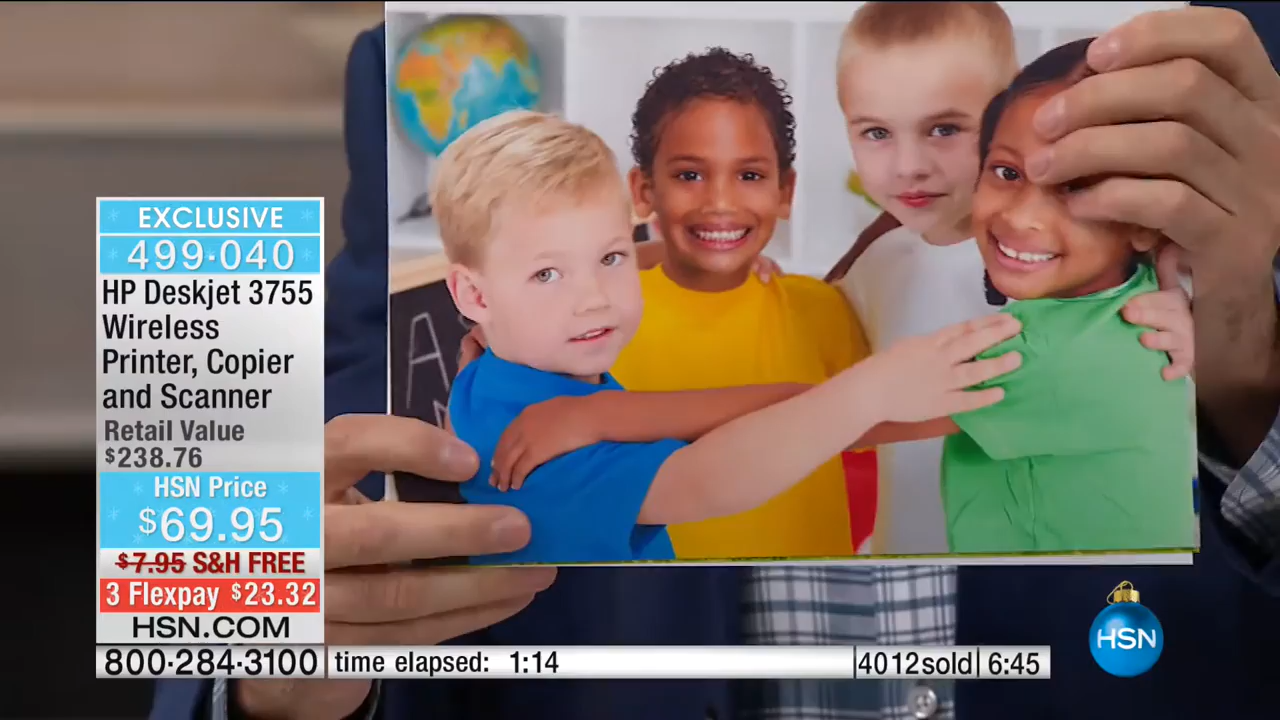 EXCLUSIVE
499·040
HP Deskjet 3755
Wireless
Printer, Copier
and Scanner
Retail Value
$238.76
HSN Price
$69.95
$7.95 S&H FREE
3 Flexpay $23.32
HSN.COM
800·284·3100
time elapsed: 1:14
4012sold
6:45
HSN
A